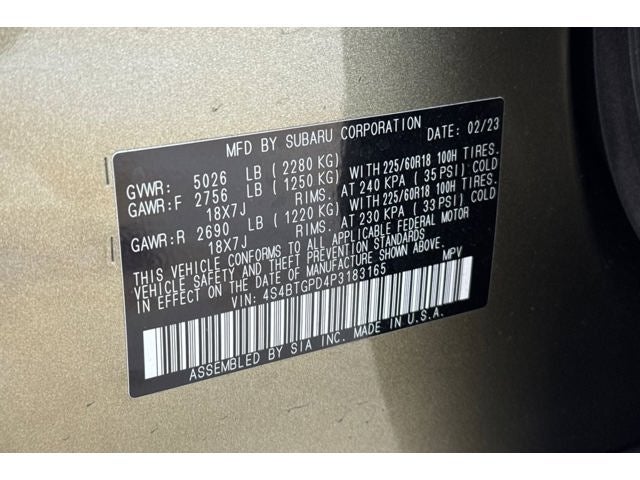 MFD BY SUBARU CORPORATION DATE: 02/23
GVWR: 5026 LB ( 2280 KG)
GAWR:F 2756 LB ( 1250 KG) WITH 225/60R18 100H TIRES.
18X7J RIMS. AT 240 KPA ( 35 PSI) COLD
GAWR:R 2690 LB ( 1220 KG) WITH 225/60R18 100H TIRES.
18X7J RIMS. AT 230 KPA ( 33 PSI) COLD
THIS VEHICLE CONFORMS TO ALL APPLICABLE FEDERAL MOTOR
VEHICLE SAFETY AND THEFT PREVENTION STANDARDS
IN EFFECT ON THE DATE OF MANUFACTURE SHOWN ABOVE.
VIN: 4S4BTGPD4P3183165 MPV
ASSEMBLED BY SIA INC. MADE IN U.S.A.